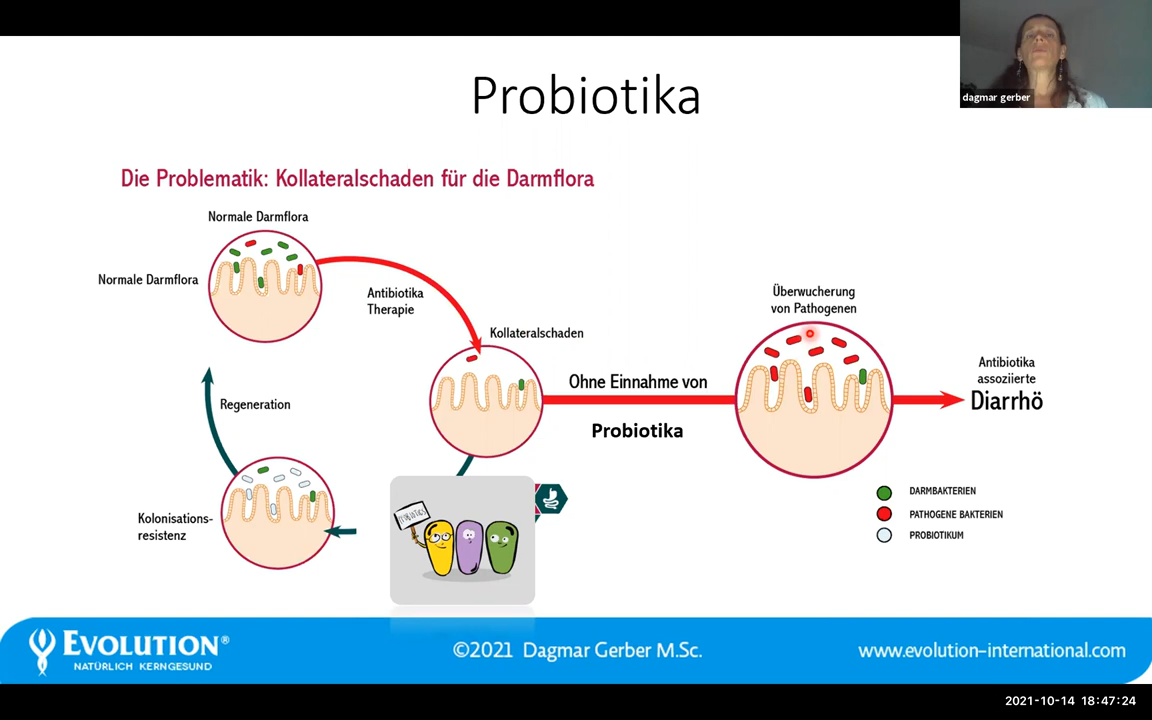 dagmar gerber
Probiotika
Die Problematik: Kollateralschaden für die Darmflora
Normale Darmflora
Normale Darmflora
Antibiotika
Therapie
Kollateralschaden
Ohne Einnahme von
Probiotika
Überwucherung
von Pathogenen
Antibiotika
assoziierte
Diarrhö
Regeneration
Kolonisations-
resistenz
PROBIOTICS
DARMBAKTERIEN
PATHOGENE BAKTERIEN
PROBIOTIKUM
EVOLUTION®
NATÜRLICH KERNGESUND
©2021 Dagmar Gerber M.Sc.
www.evolution-international.com
2021-10-14 18:47:24